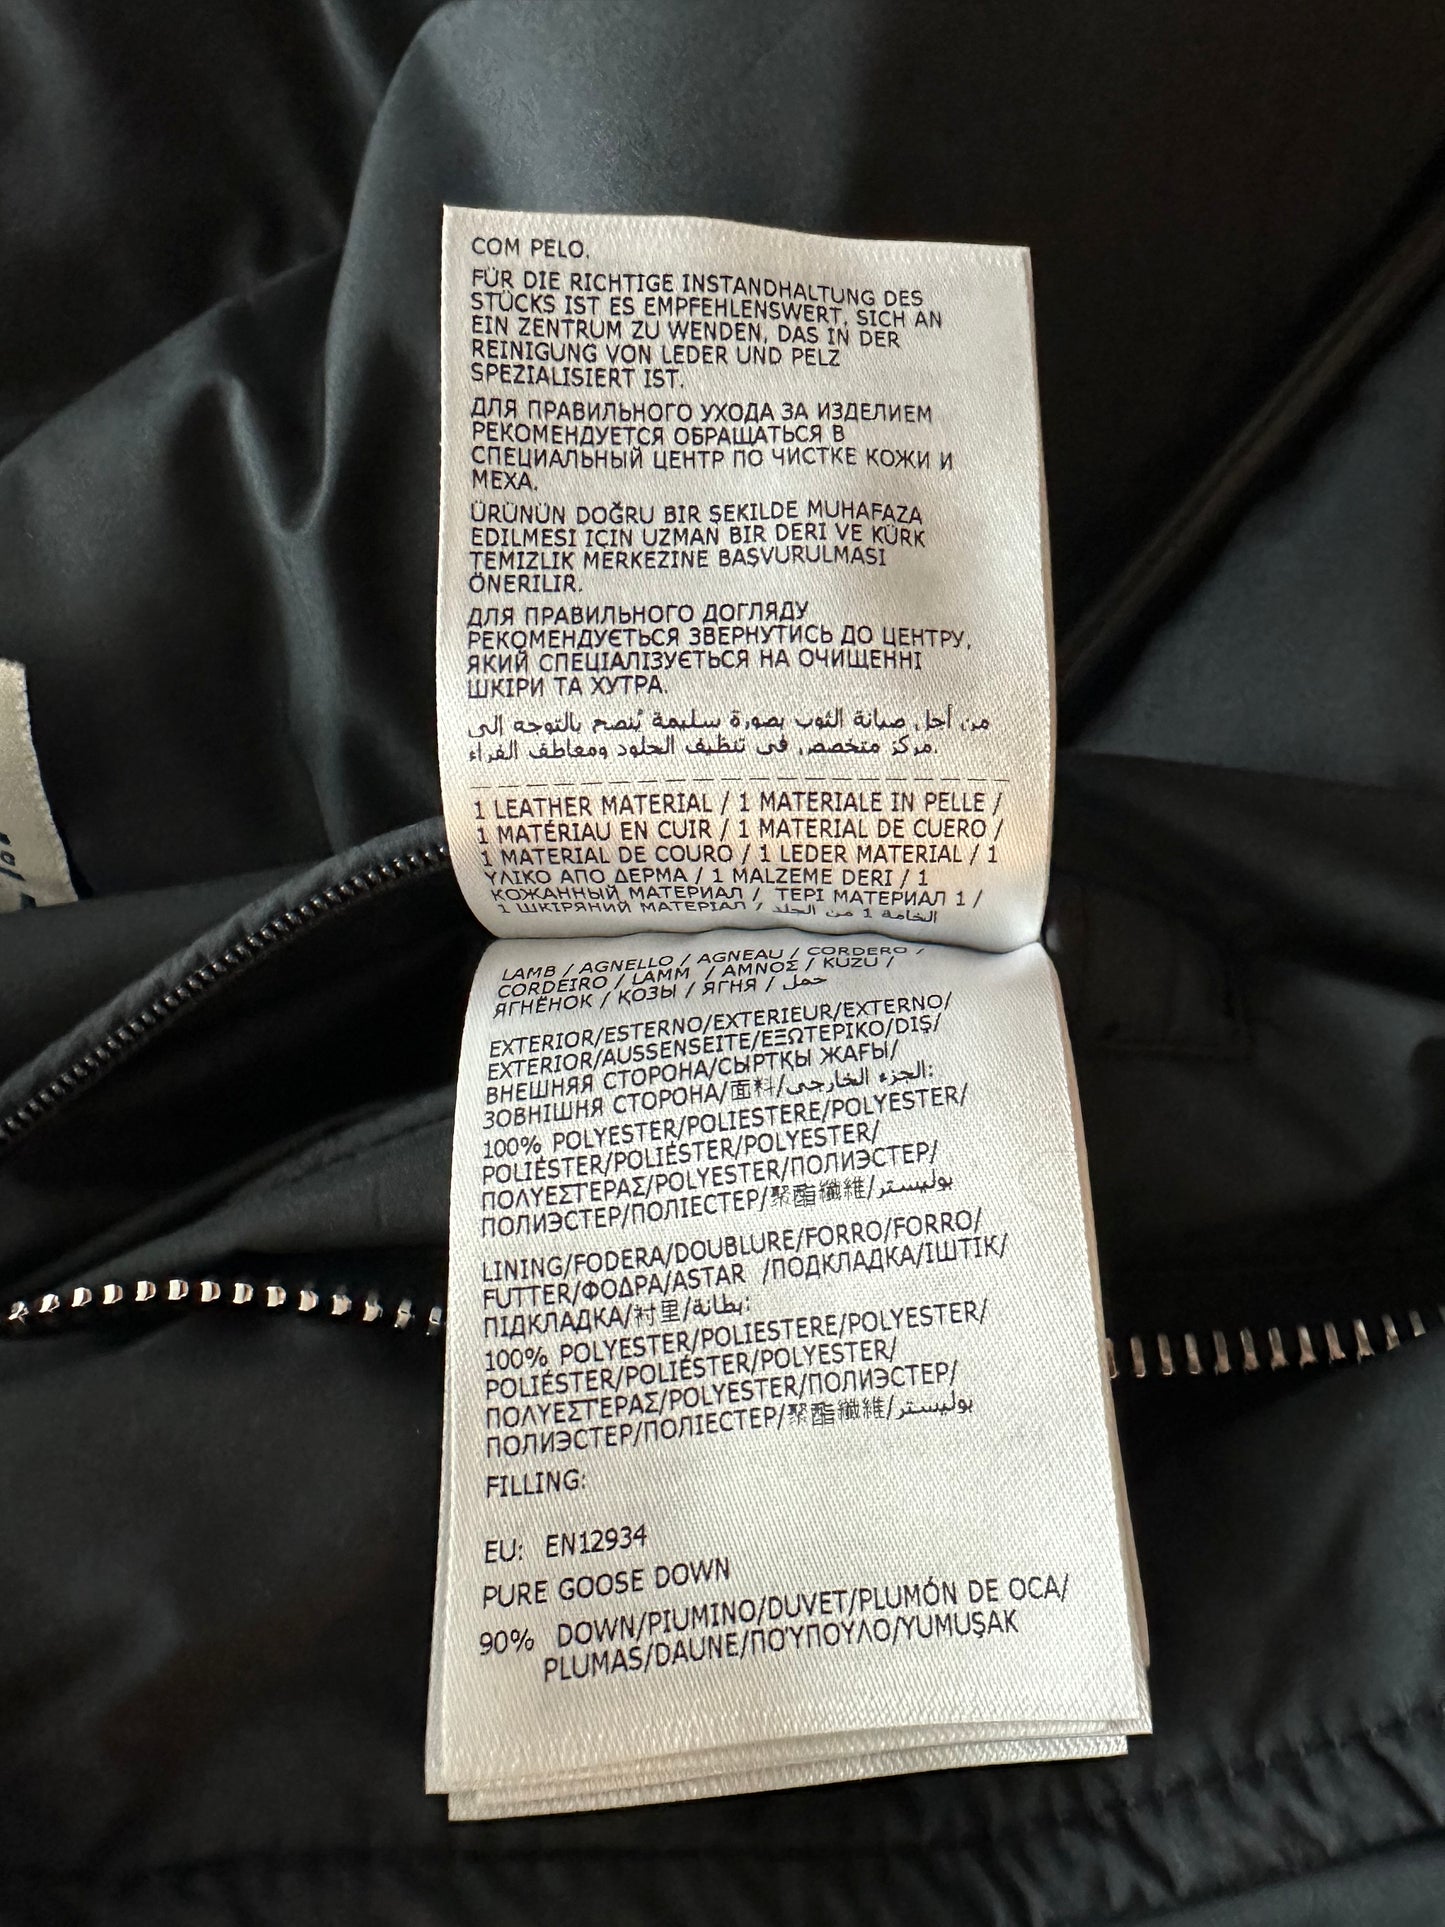 COM PELO.
FÜR DIE RICHTIGE INSTANDHALTUNG DES
STÜCKS IST ES EMPFEHLENSWERT, SICH AN
EIN ZENTRUM ZU WENDEN, DAS IN DER
REINIGUNG VON LEDER UND PELZ
SPEZIALISIERT IST.
ДЛЯ ПРАВИЛЬНОГО УХОДА ЗА ИЗДЕЛИЕМ
РЕКОМЕНДУЕТСЯ ОБРАЩАТЬСЯ В
СПЕЦИАЛЬНЫЙ ЦЕНТР ПО ЧИСТКЕ КОЖИ И
МЕХА.
ÜRÜNÜN DOĞRU BIR ŞEKILDE MUHAFAZA
EDILMESI IÇIN UZMAN BIR DERI VE KÜRK
TEMIZLIK MERKEZINE BAŞVURULMASI
ÖNERILIR.
ДЛЯ ПРАВИЛЬНОГО ДОГЛЯДУ
РЕКОМЕНДУЄТЬСЯ ЗВЕРНУТИСЬ ДО ЦЕНТРУ,
ЯКИЙ СПЕЦІАЛІЗУЄТЬСЯ НА ОЧИЩЕННІ
ШКІРИ ТА ХУТРА.
من أجل صيانة الثوب بصورة سليمة يُنصح بالتوجه إلى
مركز متخصص في تنظيف الجلود ومعاطف الفراء.
1 LEATHER MATERIAL / 1 MATERIALE IN PELLE /
1 MATÉRIAU EN CUIR / 1 MATERIAL DE CUERO /
1 MATERIAL DE COURO / 1 LEDER MATERIAL / 1
ΥΛΙΚΟ ΑΠΟ ΔΕΡΜΑ / 1 MALZEME DERI / 1
КОЖАННЫЙ МАТЕРИАЛ / ТЕРІ МАТЕРИАЛ 1 /
1 ШКІРЯНИЙ МАТЕРІАЛ / الخامة 1 من الجلد
LAMB / AGNELLO / AGNEAU / CORDERO /
CORDEIRO / LAMM / ΑΜΝΟΣ / KUZU /
ЯГНЁНОК / ҚОЗЫ / ЯГНЯ / حمل
EXTERIOR/ESTERNO/EXTERIEUR/EXTERNO/
EXTERIOR/AUSSENSEITE/ΕΞΩΤΕΡΙΚΟ/DIŞ/
ВНЕШНЯЯ СТОРОНА/СЫРТҚЫ ЖАҒЫ/
ЗОВНІШНЯ СТОРОНА/面料/الجزء الخارجي:
100% POLYESTER/POLIESTERE/POLYESTER/
POLIÉSTER/POLIÉSTER/POLYESTER/
ΠΟΛΥΕΣΤΕΡΑΣ/POLYESTER/ПОЛИЭСТЕР/
ПОЛИЭСТЕР/ПОЛІЕСТЕР/聚酯纖維/بوليستر
LINING/FODERA/DOUBLURE/FORRO/FORRO/
FUTTER/ΦΟΔΡΑ/ASTAR /ПОДКЛАДКА/ІШТІК/
ПІДКЛАДКА/衬里/بطانة:
100% POLYESTER/POLIESTERE/POLYESTER/
POLIÉSTER/POLIÉSTER/POLYESTER/
ΠΟΛΥΕΣΤΕΡΑΣ/POLYESTER/ПОЛИЭСТЕР/
ПОЛИЭСТЕР/ПОЛІЕСТЕР/聚酯纖維/بوليستر
FILLING:
EU: EN12934
PURE GOOSE DOWN
90% DOWN/PIUMINO/DUVET/PLUMÓN DE OCA/
PLUMAS/DAUNE/ΠΟΎΠΟΥΛΟ/YUMUŞAK